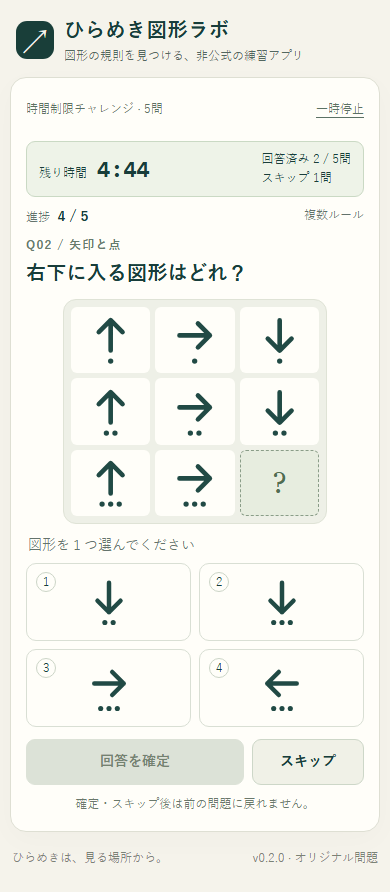 ひらめき図形ラボ
図形の規則を見つける、非公式の練習アプリ
時間制限チャレンジ · 5問
一時停止
残り時間 4:44
回答済み 2 / 5問
スキップ 1問
進捗 4 / 5
複数ルール
Q02 / 矢印と点
右下に入る図形はどれ？
?
図形を1つ選んでください
1
2
3
4
回答を確定
スキップ
確定・スキップ後は前の問題に戻れません。
ひらめきは、見る場所から。
v0.2.0 · オリジナル問題